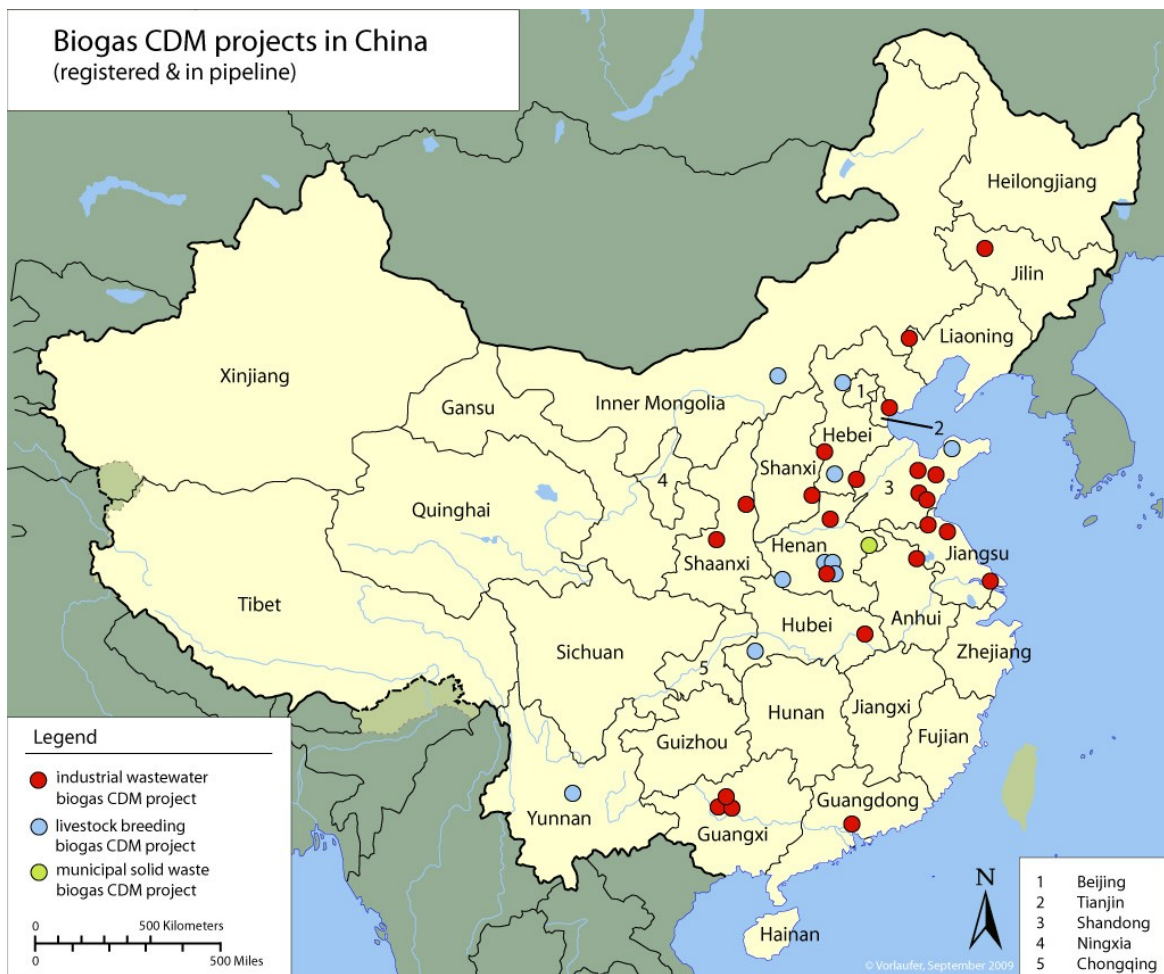 Biogas CDM projects in China
(registered & in pipeline)
Heilongjiang
Jilin
Liaoning
Xinjiang
Gansu
Inner Mongolia
1
2
Hebei
Shanxi
4
3
Quinghai
Shaanxi
Henan
Jiangsu
Tibet
Anhui
Hubei
Sichuan
Zhejiang
5
Hunan
Jiangxi
Guizhou
Fujian
Yunnan
Guangxi
Guangdong
Hainan
Legend
industrial wastewater
biogas CDM project
livestock breeding
biogas CDM project
municipal solid waste
biogas CDM project
0 500 Kilometers
0 500 Miles
N
1 Beijing
2 Tianjin
3 Shandong
4 Ningxia
5 Chongqing
© Vorlaufer, September 2009